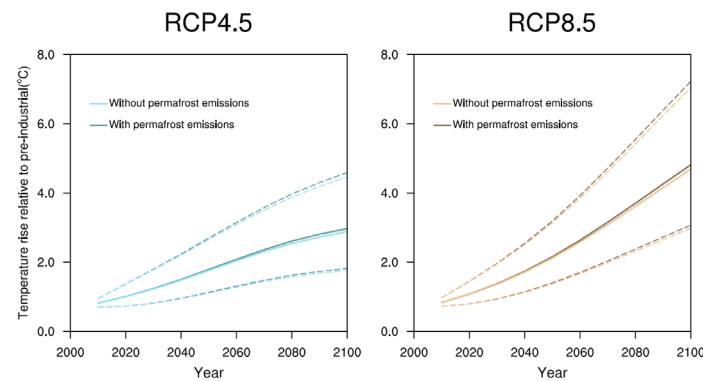 RCP4.5
RCP8.5
Temperature rise relative to pre-industrial(°C)
8.0
6.0
4.0
2.0
0.0
Without permafrost emissions
With permafrost emissions
2000 2020 2040 2060 2080 2100
Year
8.0
6.0
4.0
2.0
0.0
Without permafrost emissions
With permafrost emissions
2000 2020 2040 2060 2080 2100
Year